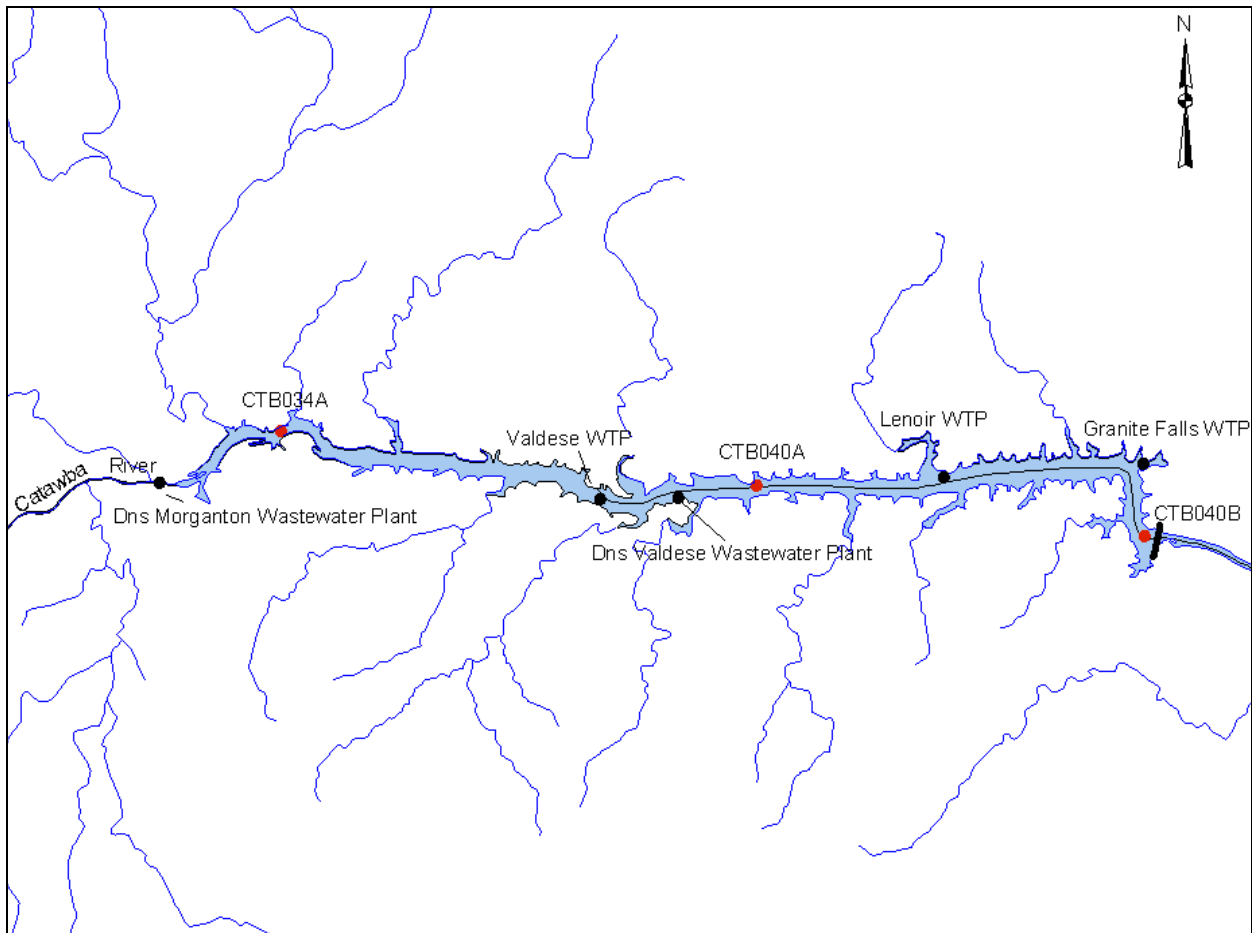 N
CTB034A
Lenoir WTP
Granite Falls WTP
Valdese WTP
CTB040A
River
Catawba
Dns Morganton Wastewater Plant
CTB040B
Dns Valdese Wastewater Plant